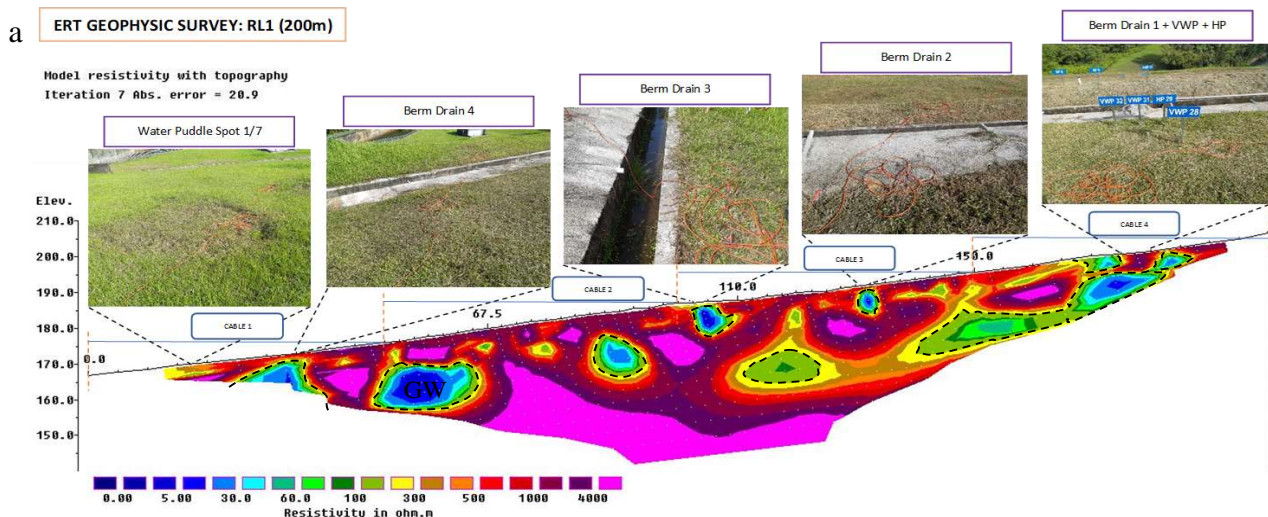 a
ERT GEOPHYSIC SURVEY: RL1 (200m)
Model resistivity with topography
Iteration 7 Abs. error = 20.9
Water Puddle Spot 1/7
Berm Drain 4
Berm Drain 3
Berm Drain 2
Berm Drain 1 + VWP + HP
VWP 32
VWP 31
HP 29
VWP 28
Elev.
210.0
200.0
190.0
180.0
170.0
160.0
150.0
CABLE 1
CABLE 2
CABLE 3
CABLE 4
0.0
67.5
110.0
150.0
GW
0.00 5.00 30.0 60.0 100 300 500 1000 4000
Resistivity in ohm.m